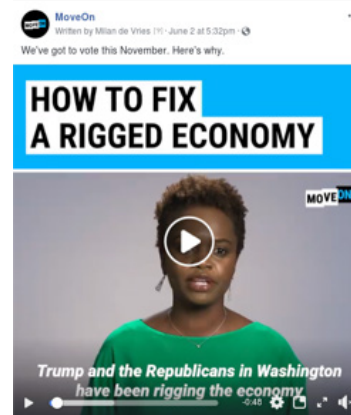 MoveOn
Written by Milan de Vries [?] · June 2 at 5:32pm ·
We've got to vote this November. Here's why.
HOW TO FIX
A RIGGED ECONOMY
MOVEON
Trump and the Republicans in Washington
have been rigging the economy
-0:46